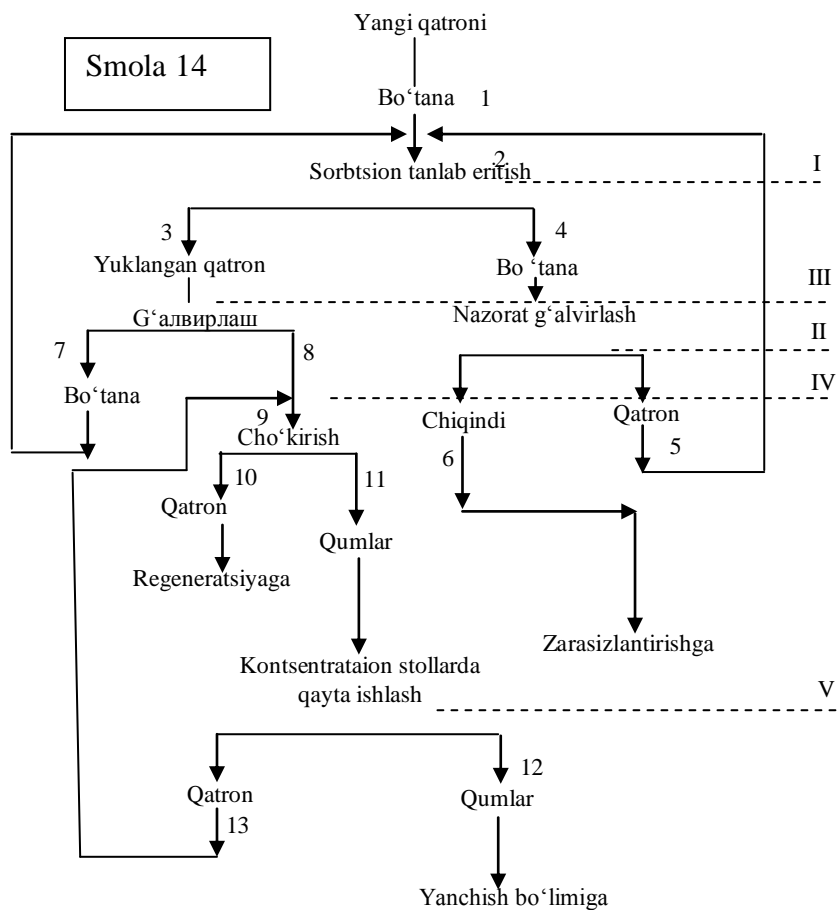 Yangi qatroni
Smola 14
Bo‘tana 1
2
Sorbtsion tanlab eritish
I
3
4
Yuklangan qatron
Bo ‘tana
III
G‘алвирлаш
Nazorat g‘alvirlash
7
8
II
Bo‘tana
IV
9
Chiqindi
Qatron
Cho‘kirish
6
5
10
11
Qatron
Qumlar
Regeneratsiyaga
Zarasizlantirishga
Kontsentrataion stollarda
qayta ishlash
V
12
Qatron
Qumlar
13
Yanchish bo‘limiga